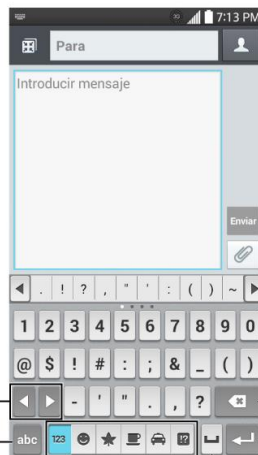 7:13 PM
Para
Introducir mensaje
Enviar
. ! ? , " ' : ( ) ~
1 2 3 4 5 6 7 8 9 0
@ $ ! # : ; & _ ( )
- ' " . , ?
abc 123 !?